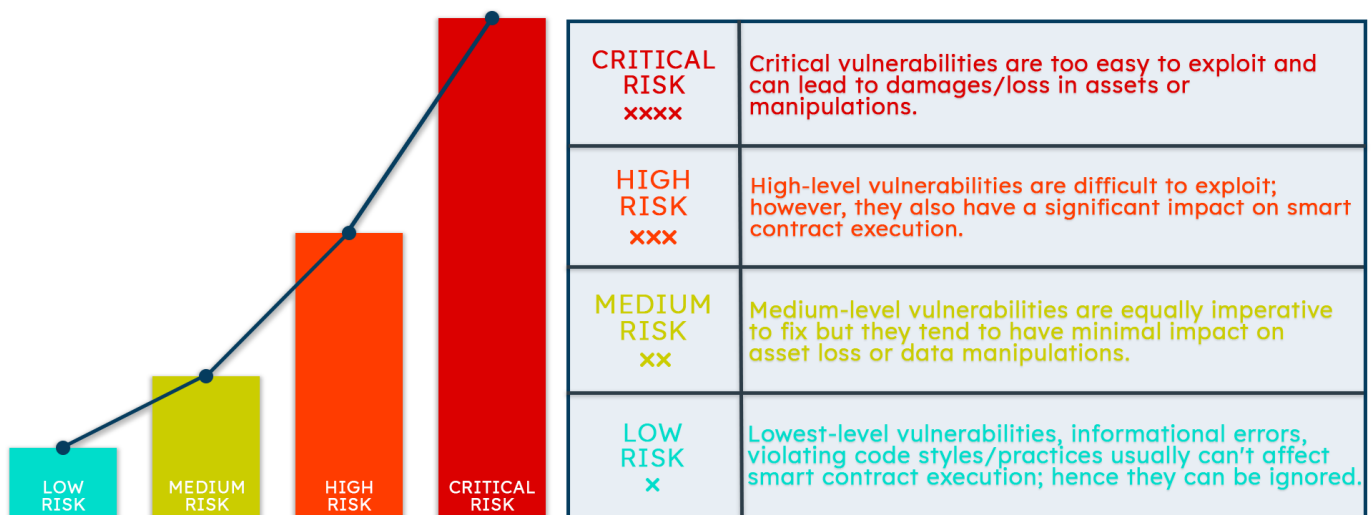 LOW
RISK
MEDIUM
RISK
HIGH
RISK
CRITICAL
RISK
CRITICAL
RISK
××××
Critical vulnerabilities are too easy to exploit and
can lead to damages/loss in assets or
manipulations.
HIGH
RISK
×××
High-level vulnerabilities are difficult to exploit;
however, they also have a significant impact on smart
contract execution.
MEDIUM
RISK
××
Medium-level vulnerabilities are equally imperative
to fix but they tend to have minimal impact on
asset loss or data manipulations.
LOW
RISK
×
Lowest-level vulnerabilities, informational errors,
violating code styles/practices usually can't affect
smart contract execution; hence they can be ignored.